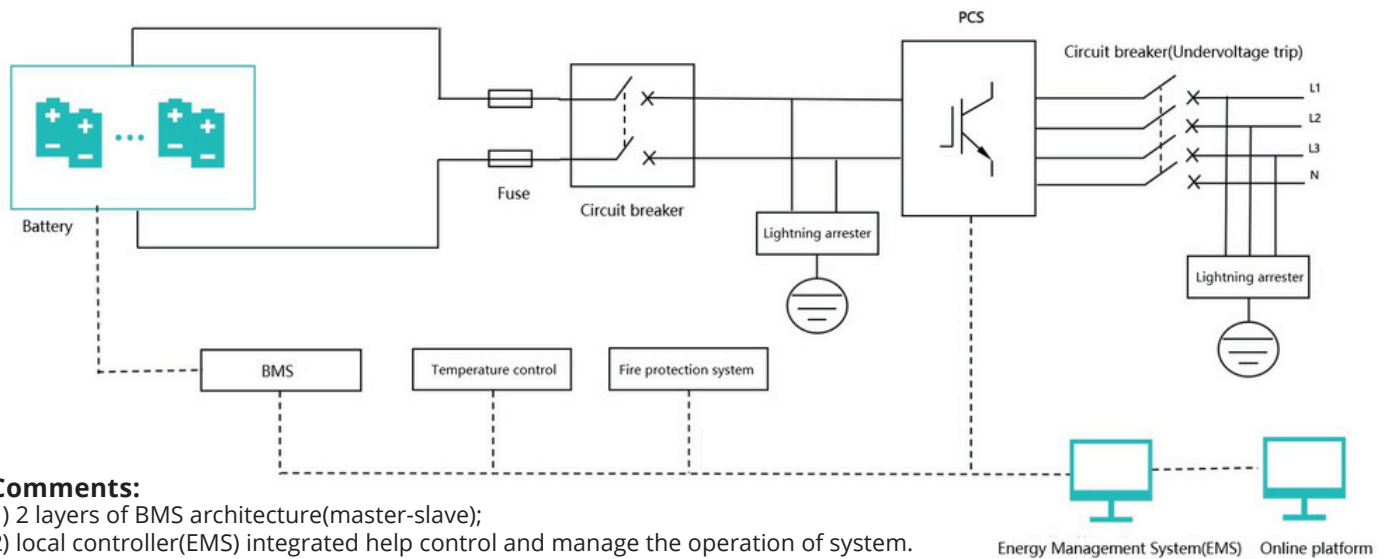 PCS
Circuit breaker(Undervoltage trip)
L1
L2
L3
N
Fuse
Circuit breaker
Battery
Lightning arrester
Lightning arrester
BMS
Temperature control
Fire protection system
Comments:
) 2 layers of BMS architecture(master-slave);
2) local controller(EMS) integrated help control and manage the operation of system.
Energy Management System(EMS)
Online platform